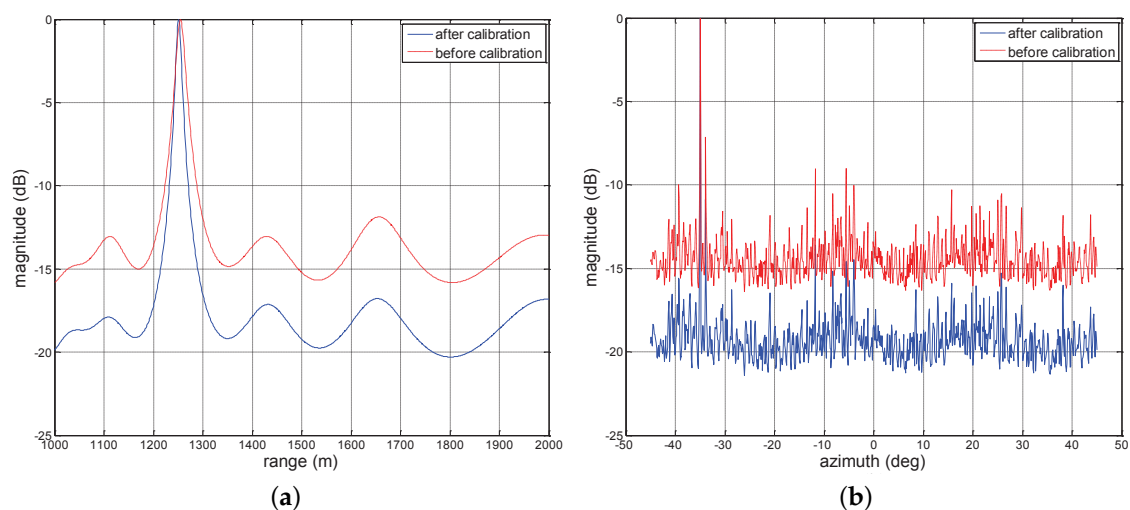 after calibration
before calibration
0
-5
-10
-15
-20
-25
magnitude (dB)
1000 1100 1200 1300 1400 1500 1600 1700 1800 1900 2000
range (m)
(a)
after calibration
before calibration
0
-5
-10
-15
-20
-25
magnitude (dB)
-50 -40 -30 -20 -10 0 10 20 30 40 50
azimuth (deg)
(b)